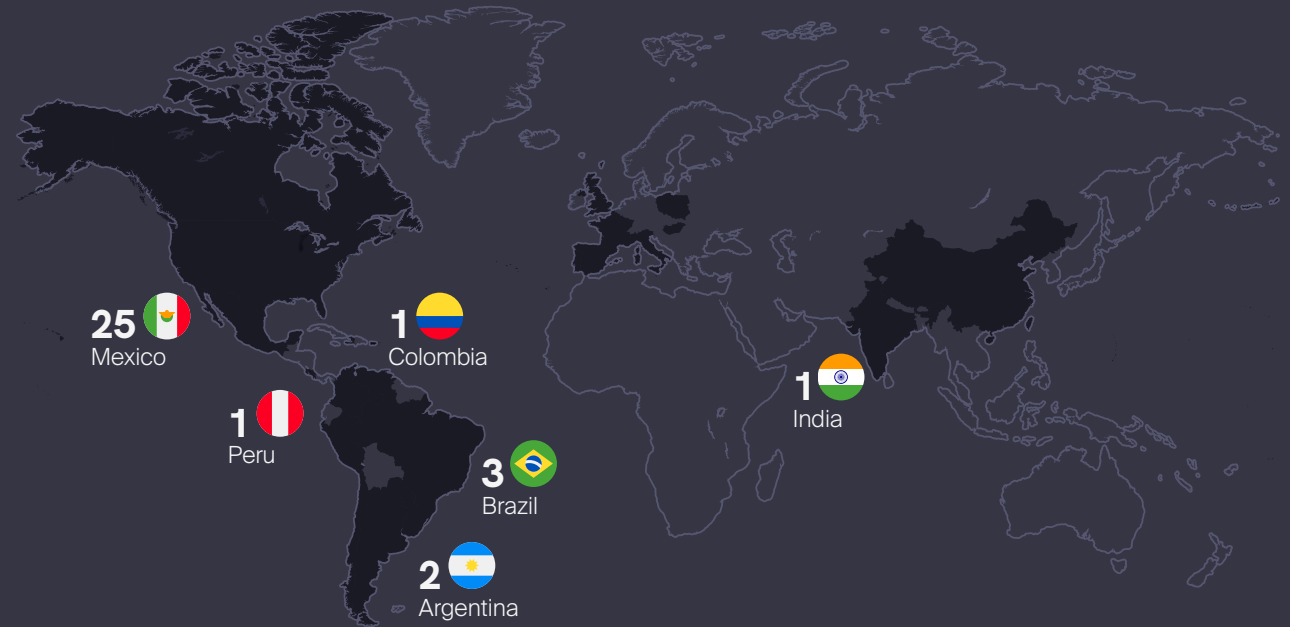 25
Mexico
1
Colombia
1
Peru
1
India
3
Brazil
2
Argentina